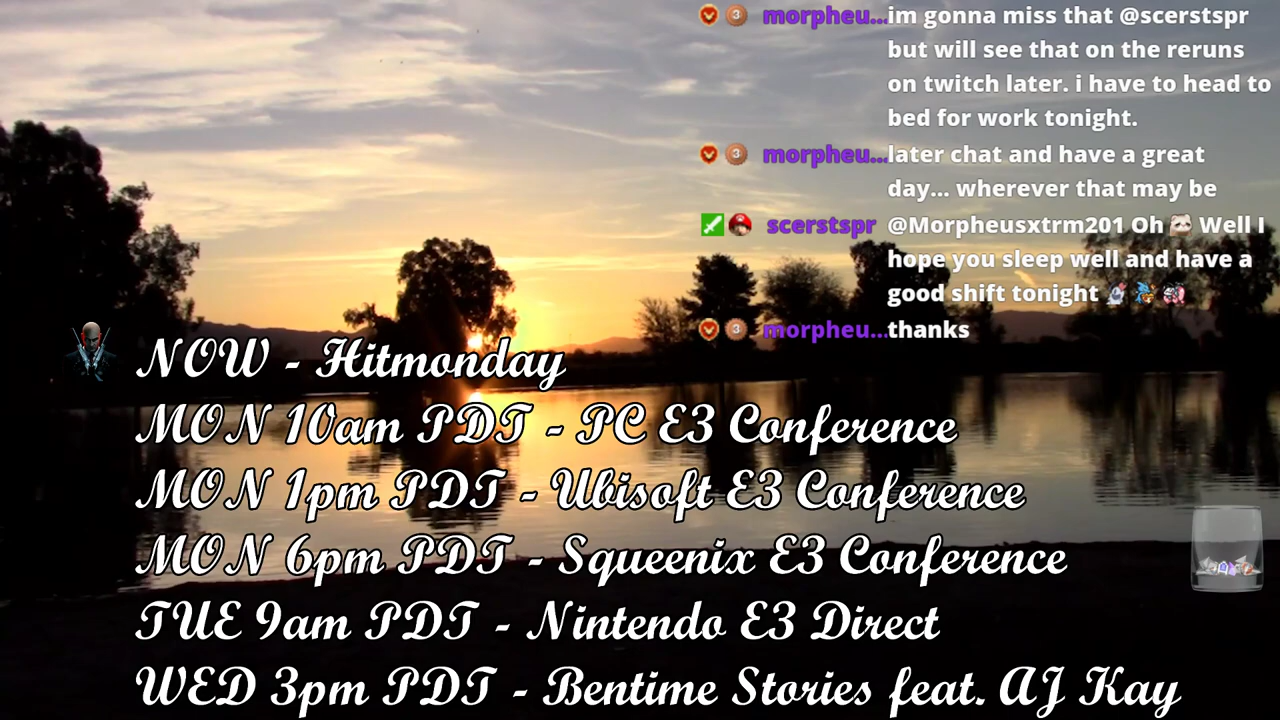 morpheu... im gonna miss that @scerstspr
but will see that on the reruns
on twitch later. i have to head to
bed for work tonight.
morpheu... later chat and have a great
day... wherever that may be
scerstspr @Morpheusxtrm201 Oh Well I
hope you sleep well and have a
good shift tonight
morpheu... thanks
NOW - Hitmonday
MON 10am PDT - PC E3 Conference
MON 1pm PDT - Ubisoft E3 Conference
MON 6pm PDT - Squeenix E3 Conference
TUE 9am PDT - Nintendo E3 Direct
WED 3pm PDT - Bentime Stories feat. AJ Kay